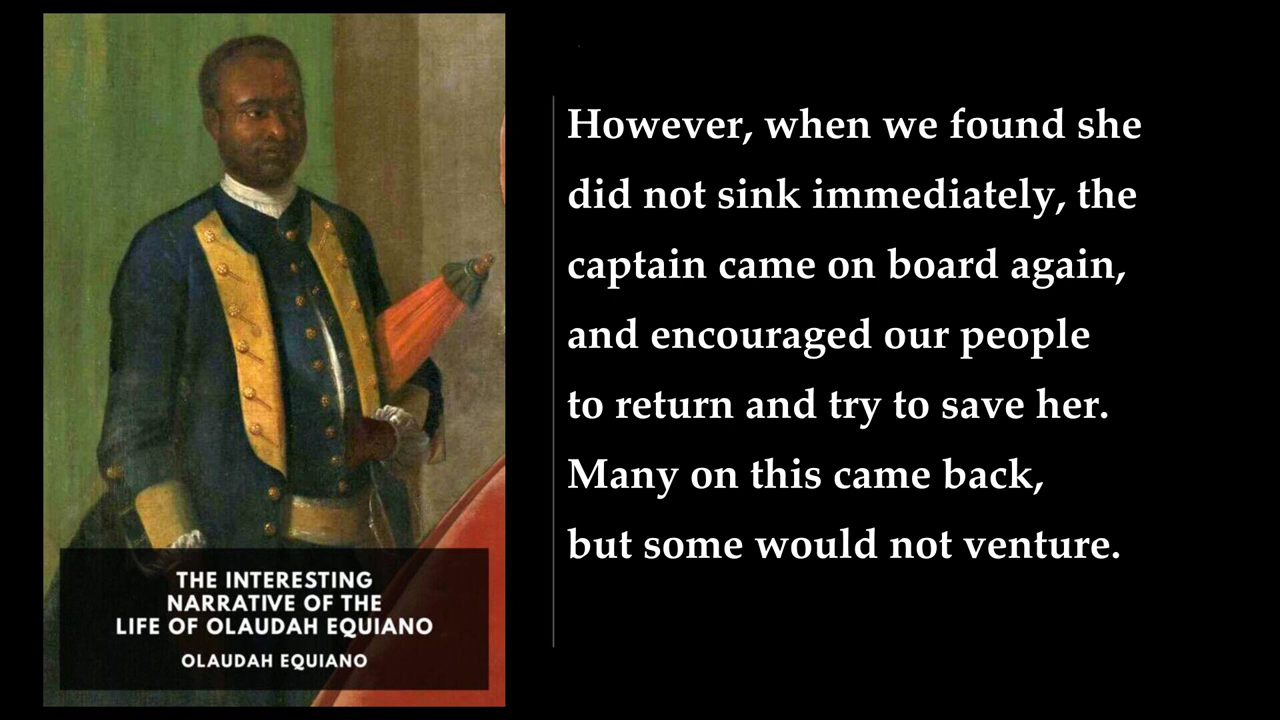 However, when we found she
did not sink immediately, the
captain came on board again,
and encouraged our people
to return and try to save her.
Many on this came back,
but some would not venture.
THE INTERESTING
NARRATIVE OF THE
LIFE OF OLAUDAH EQUIANO
OLAUDAH EQUIANO